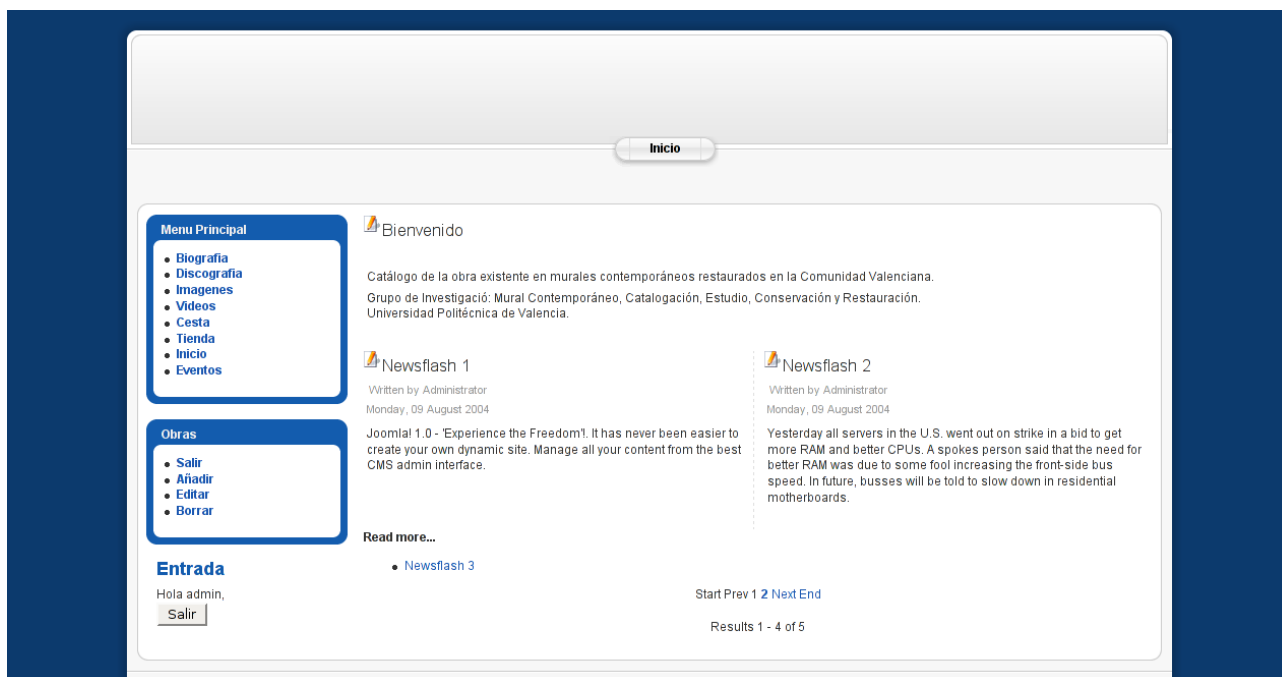 Inicio
Menu Principal
Biografia
Discografia
Imagenes
Videos
Cesta
Tienda
Inicio
Eventos
Obras
Salir
Añadir
Editar
Borrar
Entrada
Hola admin,
Salir
Bienvenido
Catálogo de la obra existente en murales contemporáneos restaurados en la Comunidad Valenciana.
Grupo de Investigació: Mural Contemporáneo, Catalogación, Estudio, Conservación y Restauración.
Universidad Politécnica de Valencia.
Newsflash 1
Written by Administrator
Monday, 09 August 2004
Joomla! 1.0 - 'Experience the Freedom'!. It has never been easier to
create your own dynamic site. Manage all your content from the best
CMS admin interface.
Newsflash 2
Written by Administrator
Monday, 09 August 2004
Yesterday all servers in the U.S. went out on strike in a bid to get
more RAM and better CPUs. A spokes person said that the need for
better RAM was due to some fool increasing the front-side bus
speed. In future, busses will be told to slow down in residential
motherboards.
Read more...
Newsflash 3
Start Prev 1 2 Next End
Results 1 - 4 of 5